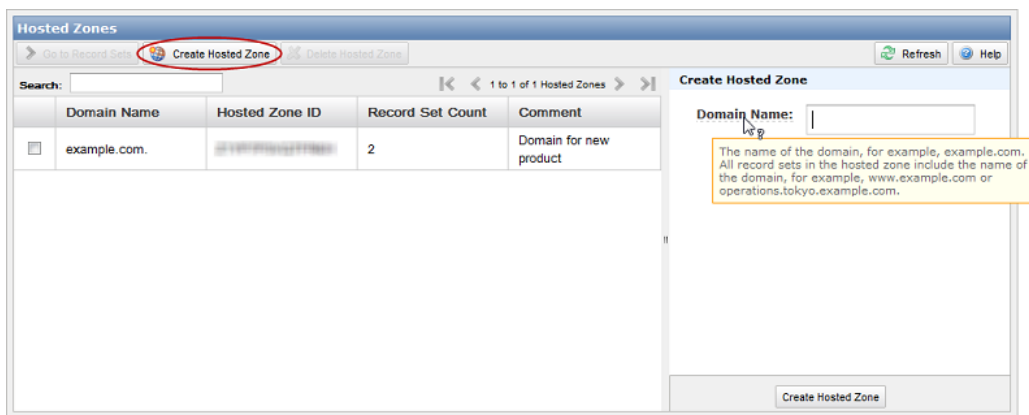 Hosted Zones
Go to Record Sets Create Hosted Zone Delete Hosted Zone Refresh Help
Search: 1 to 1 of 1 Hosted Zones
Domain Name Hosted Zone ID Record Set Count Comment
example.com. 2 Domain for new
product
Create Hosted Zone
Domain Name:
The name of the domain, for example, example.com.
All record sets in the hosted zone include the name of
the domain, for example, www.example.com or
operations.tokyo.example.com.
Create Hosted Zone